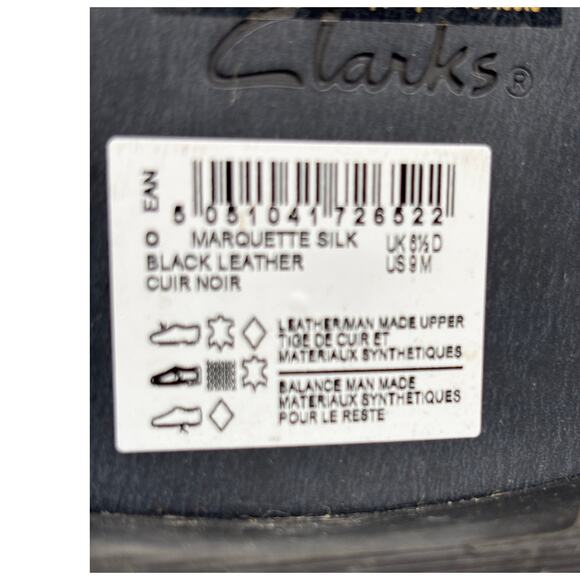 Clarks®
EAN
5 051041 726522
0 MARQUETTE SILK UK 6½ D
BLACK LEATHER US 9 M
CUIR NOIR
LEATHER/MAN MADE UPPER
TIGE DE CUIR ET
MATERIAUX SYNTHETIQUES
BALANCE MAN MADE
MATERIAUX SYNTHETIQUES
POUR LE RESTE